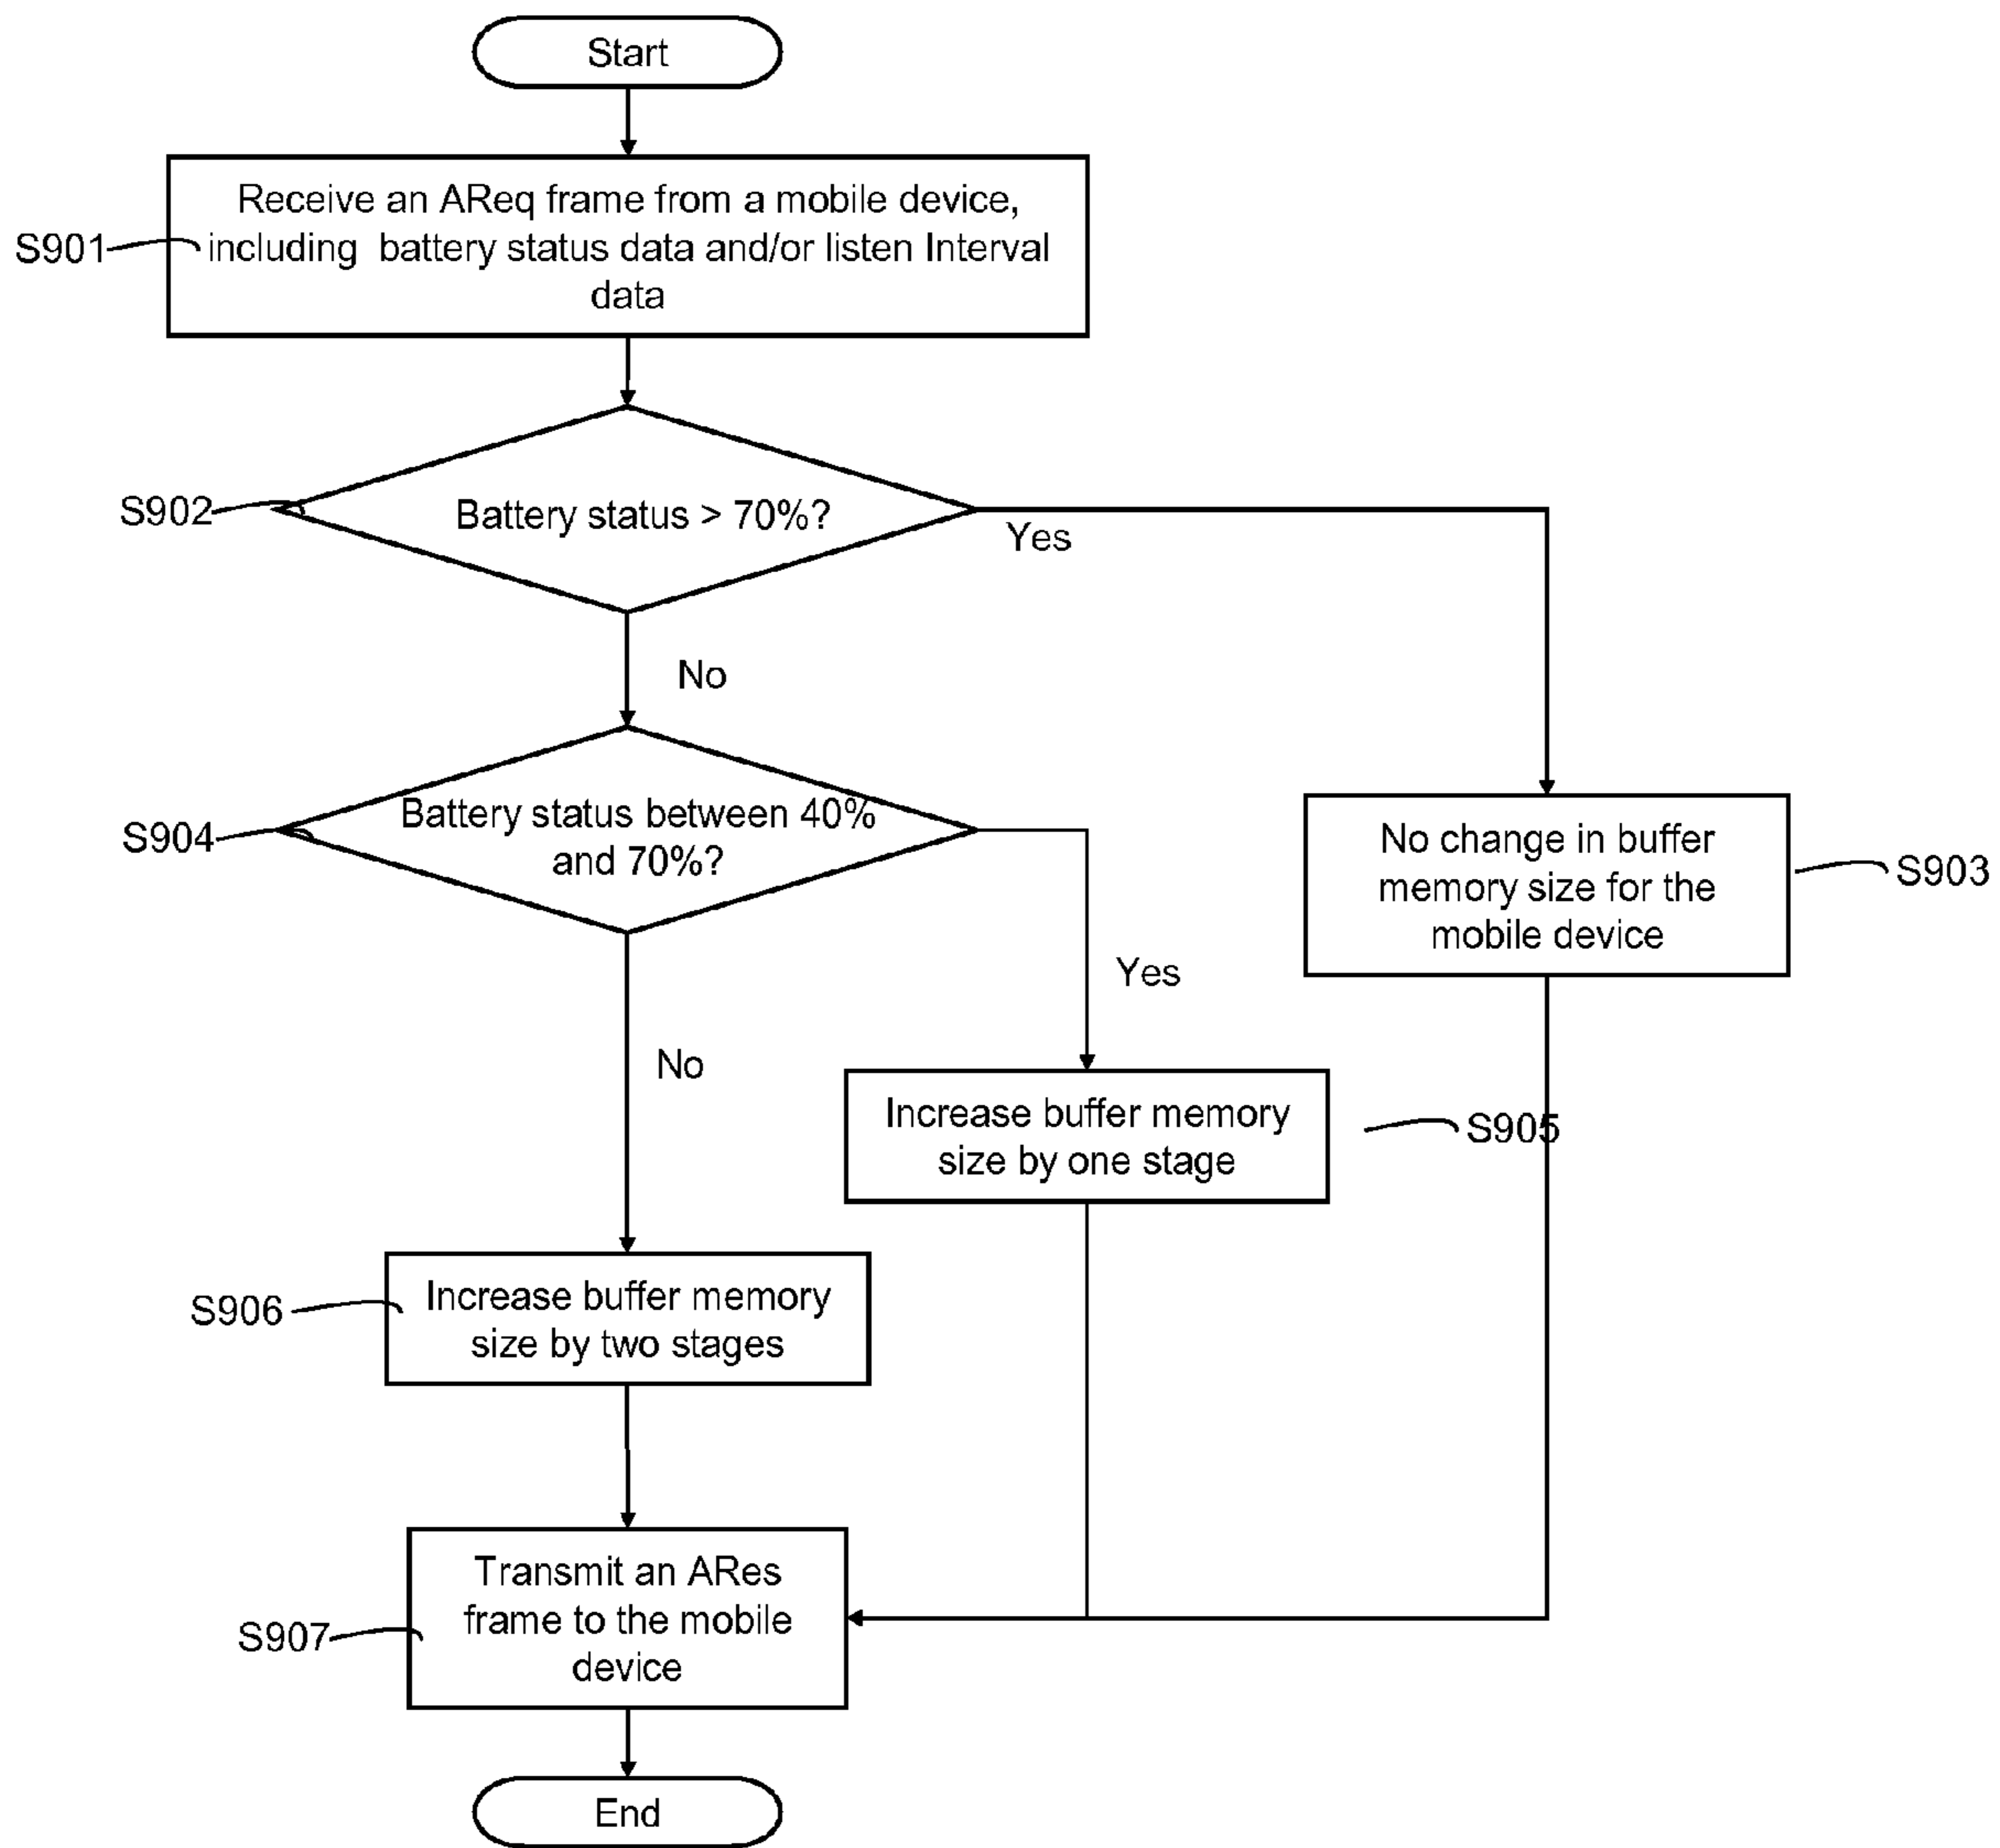 Start
Receive an AReq frame from a mobile device,
including battery status data and/or listen Interval
data
S901
Battery status > 70%?
S902
Yes
No
Battery status between 40%
and 70%?
S904
No change in buffer
memory size for the
mobile device
S903
Yes
No
Increase buffer memory
size by one stage
S905
Increase buffer memory
size by two stages
S906
Transmit an ARes
frame to the mobile
device
S907
End